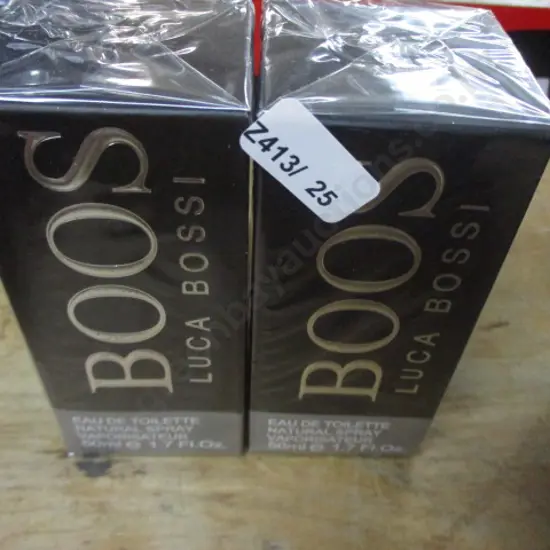 BOOS
LUCA BOSSI
EAU DE TOILETTE
NATURAL SPRAY
VAPORISATEUR
50ml e 1.7 Fl.Oz.
Z413/ 25
BOOS
LUCA BOSSI
EAU DE TOILETTE
NATURAL SPRAY
VAPORISATEUR
50ml e 1.7 Fl.Oz.